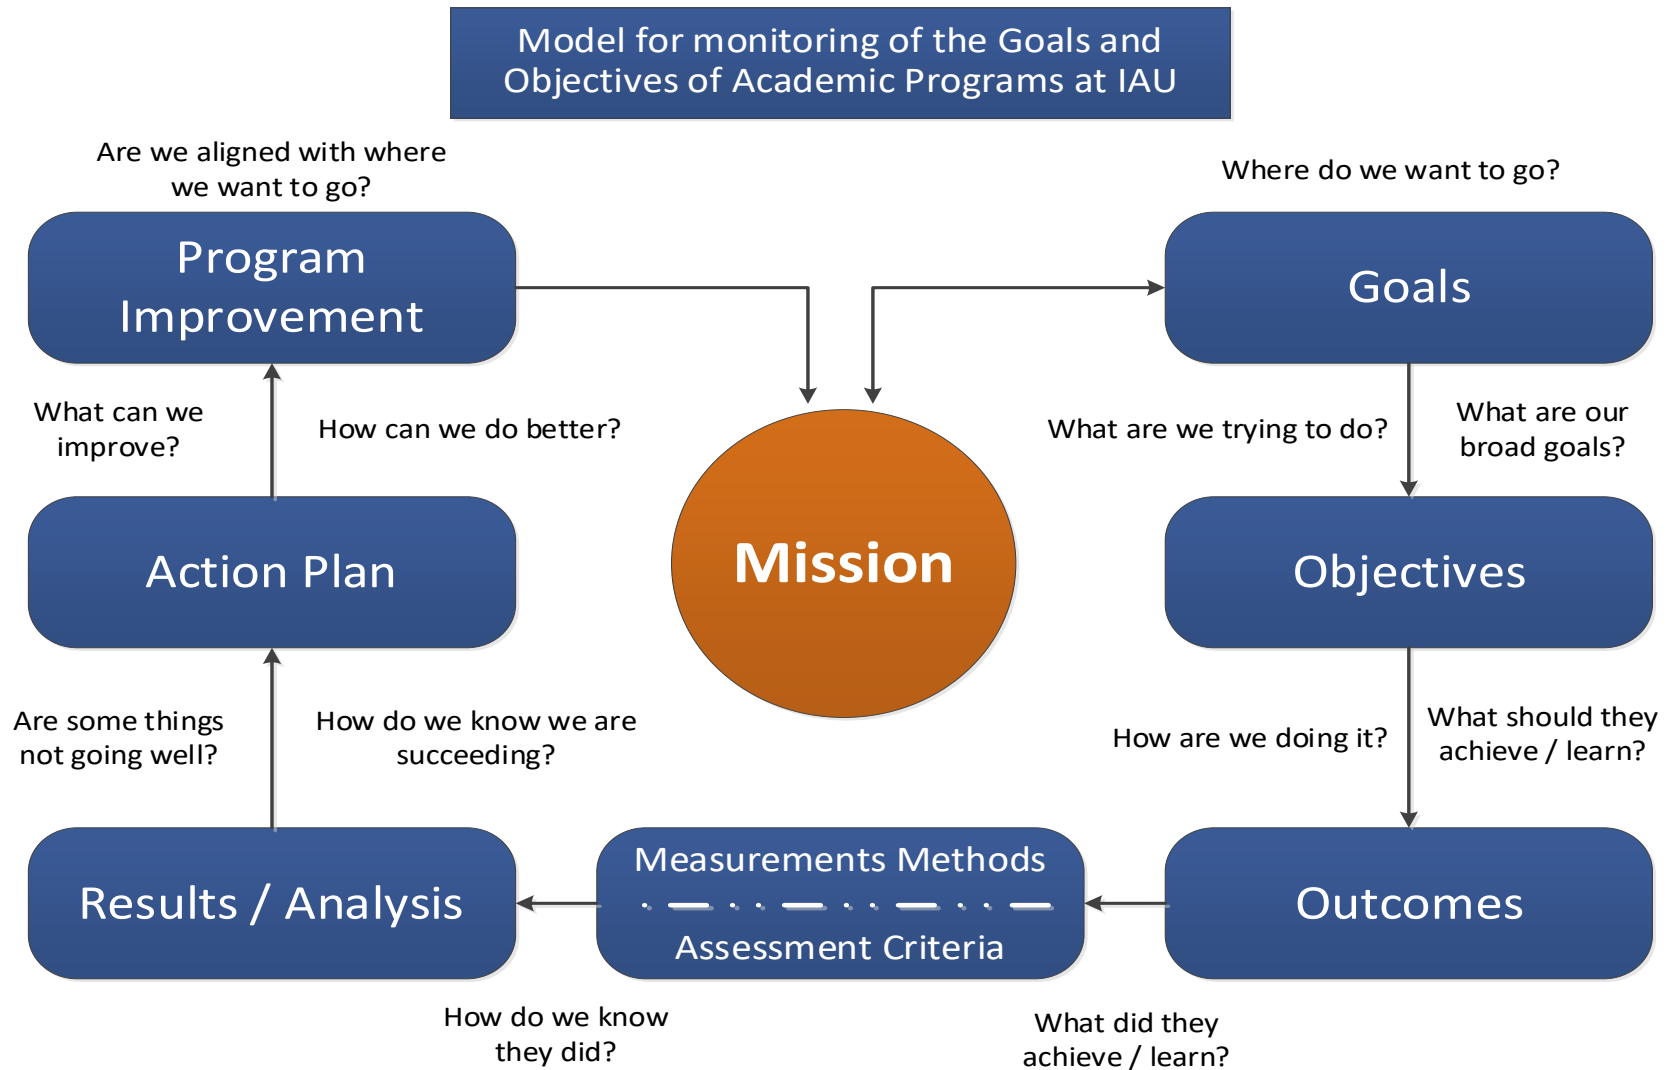 Model for monitoring of the Goals and
Objectives of Academic Programs at IAU
Are we aligned with where
we want to go?
Where do we want to go?
Program
Improvement
Goals
What can we
improve?
How can we do better?
What are we trying to do?
What are our
broad goals?
Mission
Action Plan
Objectives
Are some things
not going well?
How do we know we are
succeeding?
How are we doing it?
What should they
achieve / learn?
Results / Analysis
Measurements Methods
Assessment Criteria
Outcomes
How do we know
they did?
What did they
achieve / learn?